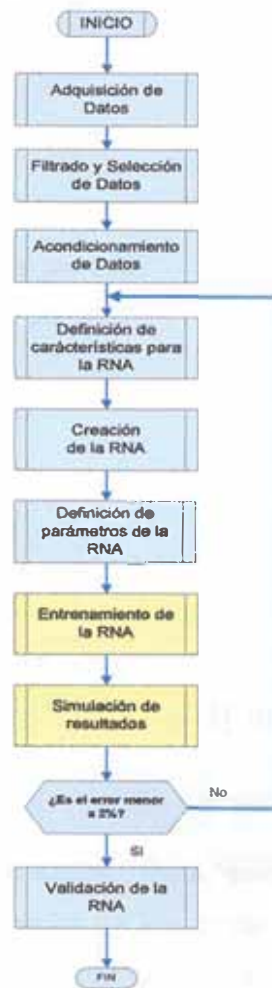 INICIO
Adquisición de
Datos
Filtrado y Selección
de Datos
Acondicionamiento
de Datos
Definición de
carácterísticas para
la RNA
Creación
de la RNA
Definición de
parámetros de la
RNA
Entrenamiento de
la RNA
Simulación de
resultados
¿Es el error menor
a 2%?
No
Si
Validación de la
RNA
FIN